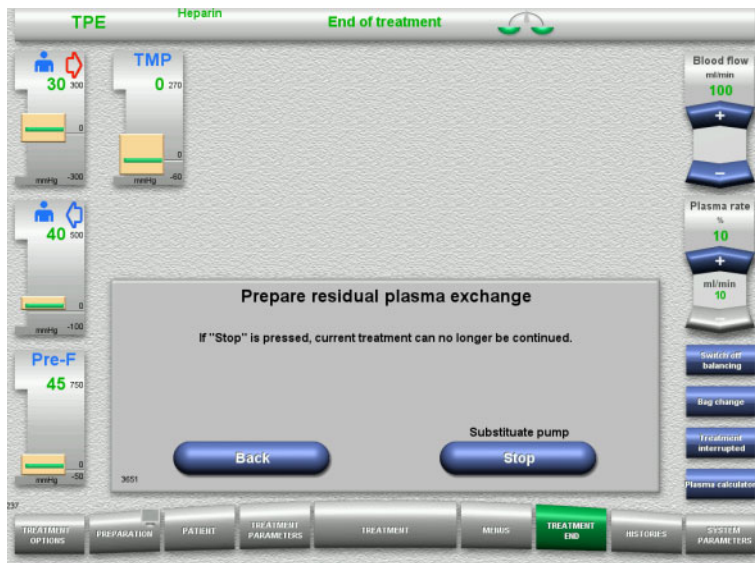 TPE
Heparin
End of treatment
30 300
0
mmHg -300
TMP
0 270
0
mmHg -60
40 500
0
mmHg -100
Pre-F
45 750
0
mmHg -50
Prepare residual plasma exchange
If "Stop" is pressed, current treatment can no longer be continued.
Substituate pump
Back
Stop
3651
Blood flow
ml/min
100
+
–
Plasma rate
%
10
+
ml/min
10
–
Switch off
balancing
Bag change
Treatment
interrupted
Plasma calculator
237
TREATMENT
OPTIONS
PREPARATION
PATIENT
TREATMENT
PARAMETERS
TREATMENT
MENUS
TREATMENT
END
HISTORIES
SYSTEM
PARAMETERS